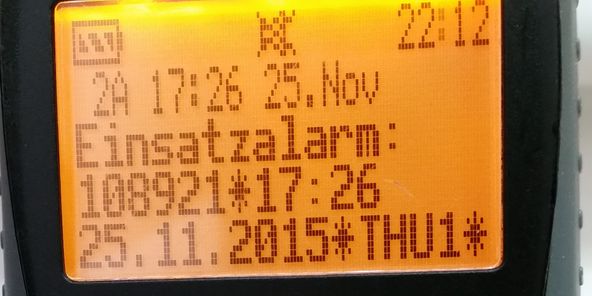 22:12
2A 17:26 25.Nov
Einsatzalarm:
108921*17:26
25.11.2015*THU1*